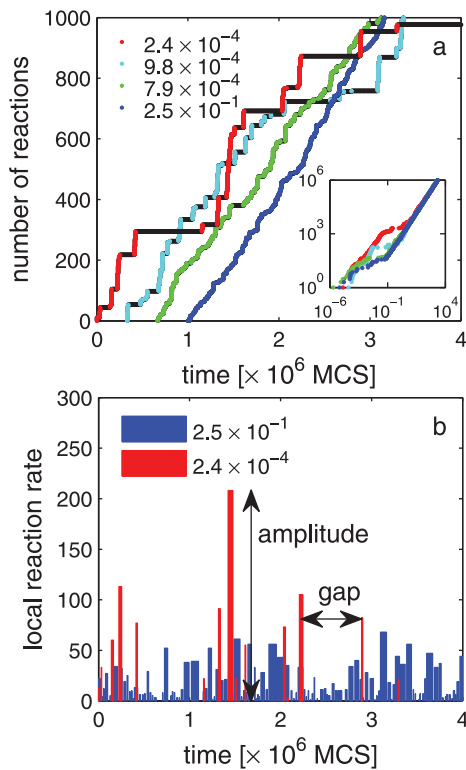 1000
800
600
400
200
0
number of reactions
2.4 × 10⁻⁴
9.8 × 10⁻⁴
7.9 × 10⁻⁴
2.5 × 10⁻¹
a
10⁶
10³
10⁰
10⁻⁶ 10⁻¹ 10⁴
0 1 2 3 4
time [× 10⁶ MCS]
300
250
200
150
100
50
0
local reaction rate
2.5 × 10⁻¹
2.4 × 10⁻⁴
b
amplitude
gap
0 1 2 3 4
time [× 10⁶ MCS]